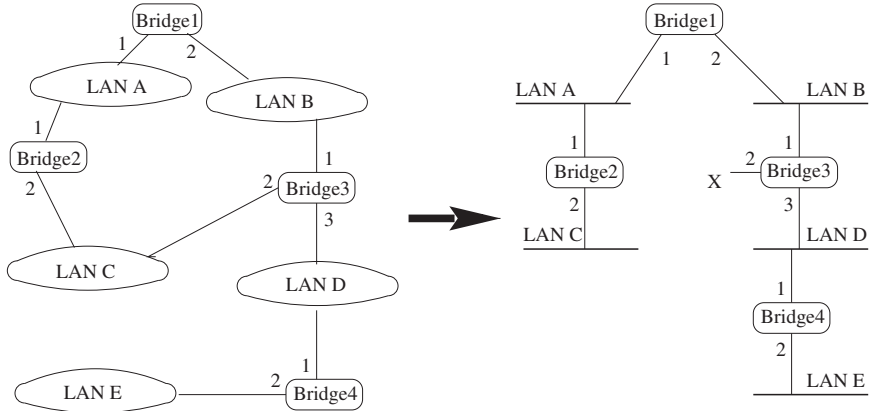 Bridge1
1
2
LAN A
LAN B
1
Bridge2
2
1
2
Bridge3
3
LAN C
LAN D
1
2
Bridge4
LAN E
Bridge1
1
2
LAN A
LAN B
1
Bridge2
2
LAN C
1
2
Bridge3
X
3
LAN D
1
Bridge4
2
LAN E